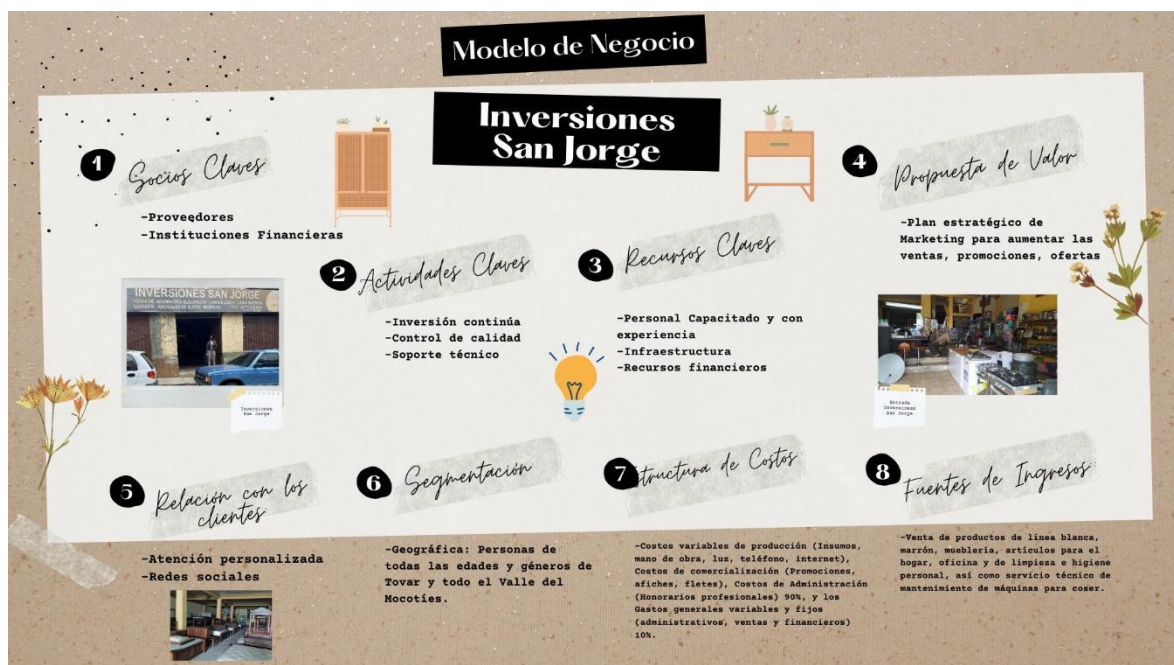 Modelo de Negocio
Inversiones
San Jorge
1
Socios Claves
-Proveedores
-Instituciones Financieras
INVERSIONES SAN JORGE
Inversiones
San Jorge
2
Actividades Claves
-Inversión continúa
-Control de calidad
-Soporte técnico
3
Recursos Claves
-Personal Capacitado y con
experiencia
-Infraestructura
-Recursos financieros
4
Propuesta de Valor
-Plan estratégico de
Marketing para aumentar las
ventas, promociones, ofertas
Entrada
Inversiones
San Jorge
5
Relación con los
clientes
-Atención personalizada
-Redes sociales
6
Segmentación
-Geográfica: Personas de
todas las edades y géneros de
Tovar y todo el Valle del
Mocotíes.
7
structura de Costos
-Costos variables de producción (Insumos,
mano de obra, luz, teléfono, internet),
Costos de comercialización (Promociones,
afiches, fletes), Costos de Administración
(Honorarios profesionales) 90%, y los
Gastos generales variables y fijos
(administrativos, ventas y financieros)
10%.
8
Fuentes de Ingresos
-Venta de productos de línea blanca,
marrón, mueblería, artículos para el
hogar, oficina y de limpieza e higiene
personal, así como servicio técnico de
mantenimiento de máquinas para coser.